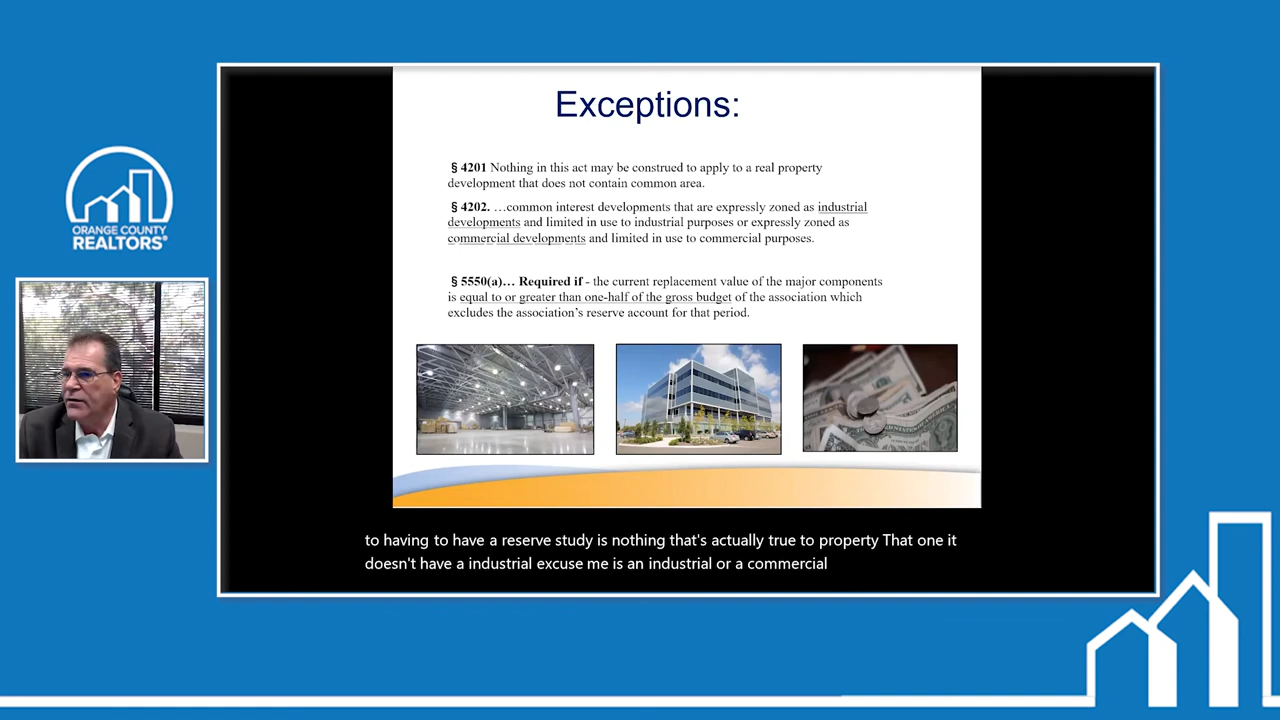 Exceptions:
§ 4201 Nothing in this act may be construed to apply to a real property
development that does not contain common area.
§ 4202. …common interest developments that are expressly zoned as industrial
developments and limited in use to industrial purposes or expressly zoned as
commercial developments and limited in use to commercial purposes.
§ 5550(a)… Required if - the current replacement value of the major components
is equal to or greater than one-half of the gross budget of the association which
excludes the association’s reserve account for that period.
ORANGE COUNTY
REALTORS®
to having to have a reserve study is nothing that's actually true to property That one it
doesn't have a industrial excuse me is an industrial or a commercial